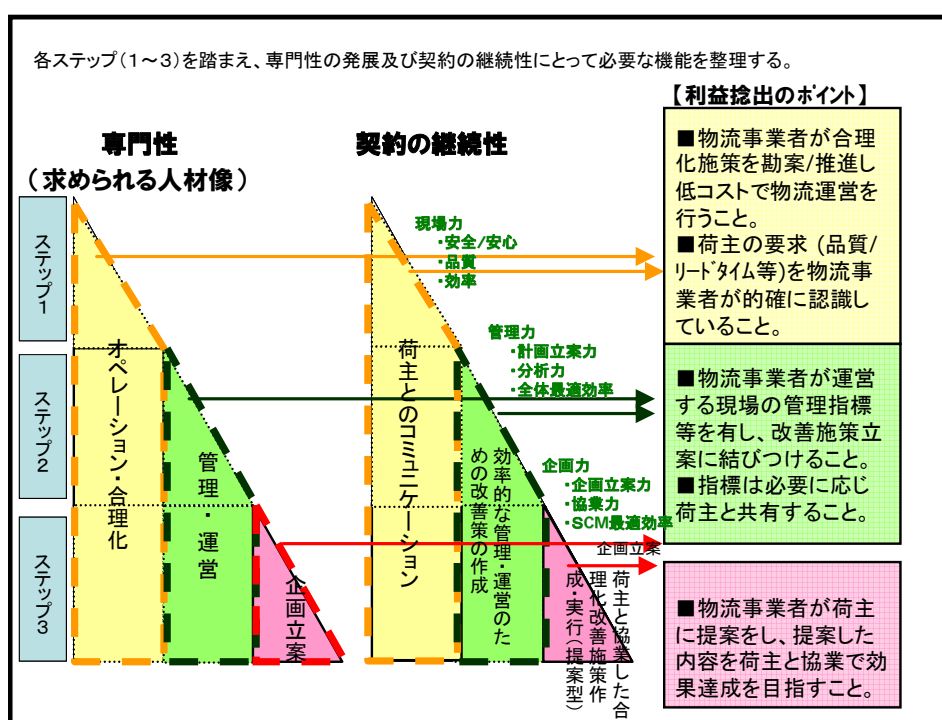 各ステップ(1～3)を踏まえ、専門性の発展及び契約の継続性にとって必要な機能を整理する。
【利益捻出のポイント】
専門性
(求められる人材像)
契約の継続性
ステップ1
ステップ2
ステップ3
オペレーション・合理化
管理・運営
企画立案
荷主とのコミュニケーション
効率的な管理・運営のた
めの改善策の作成
荷主と協業した合
理化改善施策作
成・実行(提案型)
現場力
・安全/安心
・品質
・効率
管理力
・計画立案力
・分析力
・全体最適効率
企画力
・企画立案力
・協業力
・SCM最適効率
企画立案
■物流事業者が合理
化施策を勘案/推進し
低コストで物流運営を
行うこと。
■荷主の要求 (品質/
リードタイム等)を物流事
業者が的確に認識し
ていること。
■物流事業者が運営
する現場の管理指標
等を有し、改善施策立
案に結びつけること。
■指標は必要に応じ
荷主と共有すること。
■物流事業者が荷主
に提案をし、提案した
内容を荷主と協業で効
果達成を目指すこと。